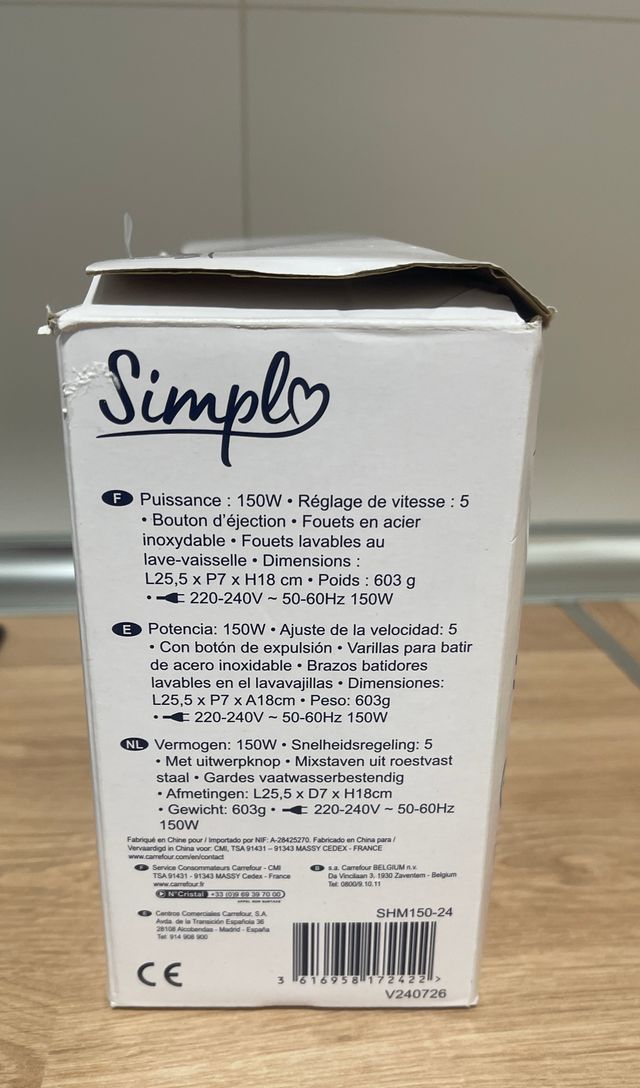 Simpl
F Puissance : 150W • Réglage de vitesse : 5
• Bouton d'éjection • Fouets en acier
inoxydable • Fouets lavables au
lave-vaisselle • Dimensions :
L25,5 x P7 x H18 cm • Poids : 603 g
• 220-240V ~ 50-60Hz 150W
E Potencia: 150W • Ajuste de la velocidad: 5
• Con botón de expulsión • Varillas para batir
de acero inoxidable • Brazos batidores
lavables en el lavavajillas • Dimensiones:
L25,5 x P7 x A18cm • Peso: 603g
• 220-240V ~ 50-60Hz 150W
NL Vermogen: 150W • Snelheidsregeling: 5
• Met uitwerpknop • Mixstaven uit roestvast
staal • Gardes vaatwasserbestendig
• Afmetingen: L25,5 x D7 x H18cm
• Gewicht: 603g • 220-240V ~ 50-60Hz
150W
Fabriqué en Chine pour / Importado por NIF: A-28425270. Fabricado en China para /
Vervaardigd in China voor: CMI, TSA 91431 – 91343 MASSY CEDEX - FRANCE
www.carrefour.com/en/contact
F Service Consommateurs Carrefour - CMI
TSA 91431 - 91343 MASSY Cedex - France
www.carrefour.fr
N°Cristal +33 (0)9 69 39 70 00
APPEL NON SURTAXE
B s.a. Carrefour BELGIUM n.v.
Da Vincilaan 3, 1930 Zaventem - Belgium
Tel: 0800/9.10.11
E Centros Comerciales Carrefour, S.A.
Avda. de la Transición Española 36
28108 Alcobendas - Madrid - España
Tel: 914 908 900
SHM150-24
CE
3 616958 172422 >
V240726